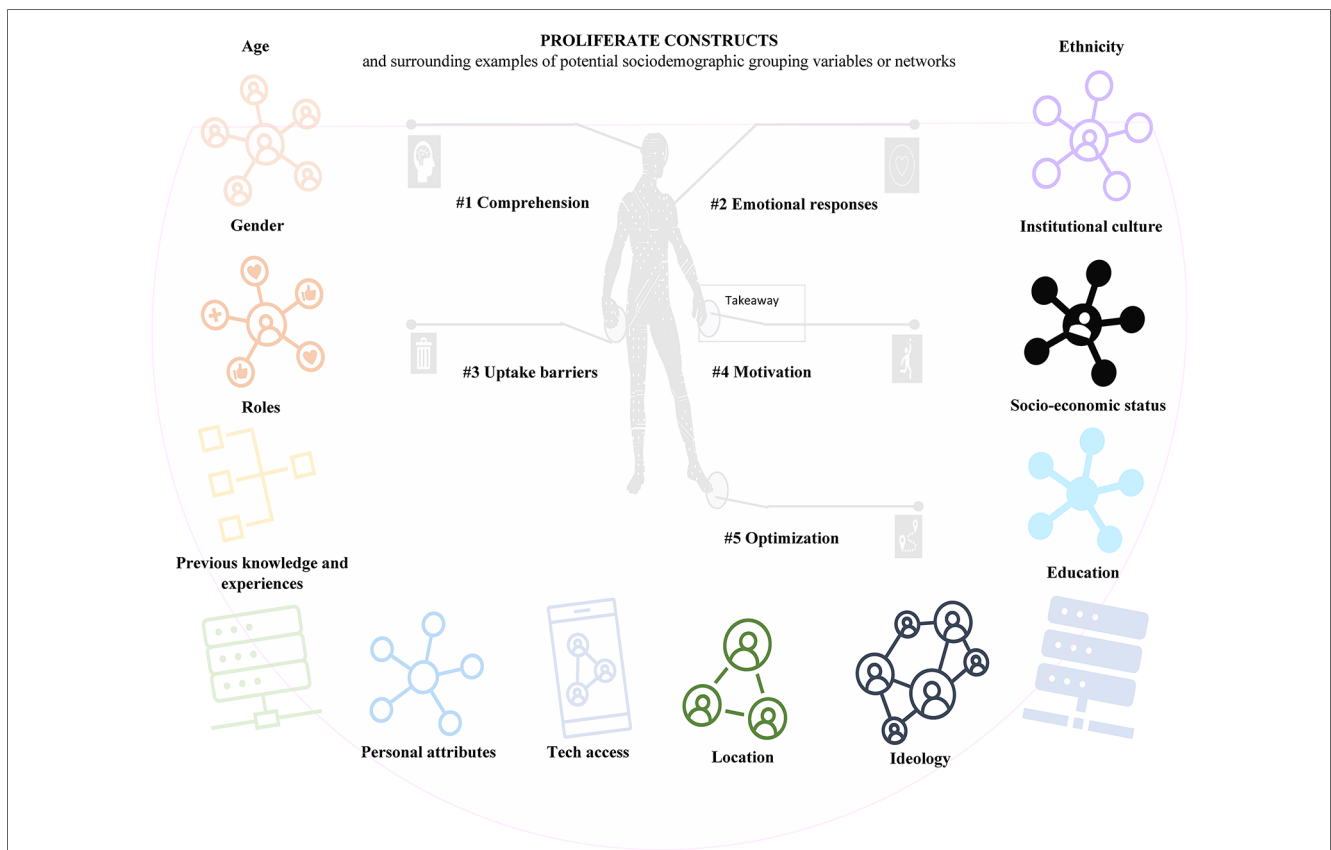 PROLIFERATE CONSTRUCTS
and surrounding examples of potential sociodemographic grouping variables or networks
Age
Ethnicity
#1 Comprehension
#2 Emotional responses
Gender
Institutional culture
Takeaway
#3 Uptake barriers
#4 Motivation
Roles
Socio-economic status
#5 Optimization
Previous knowledge and
experiences
Education
Personal attributes
Tech access
Location
Ideology